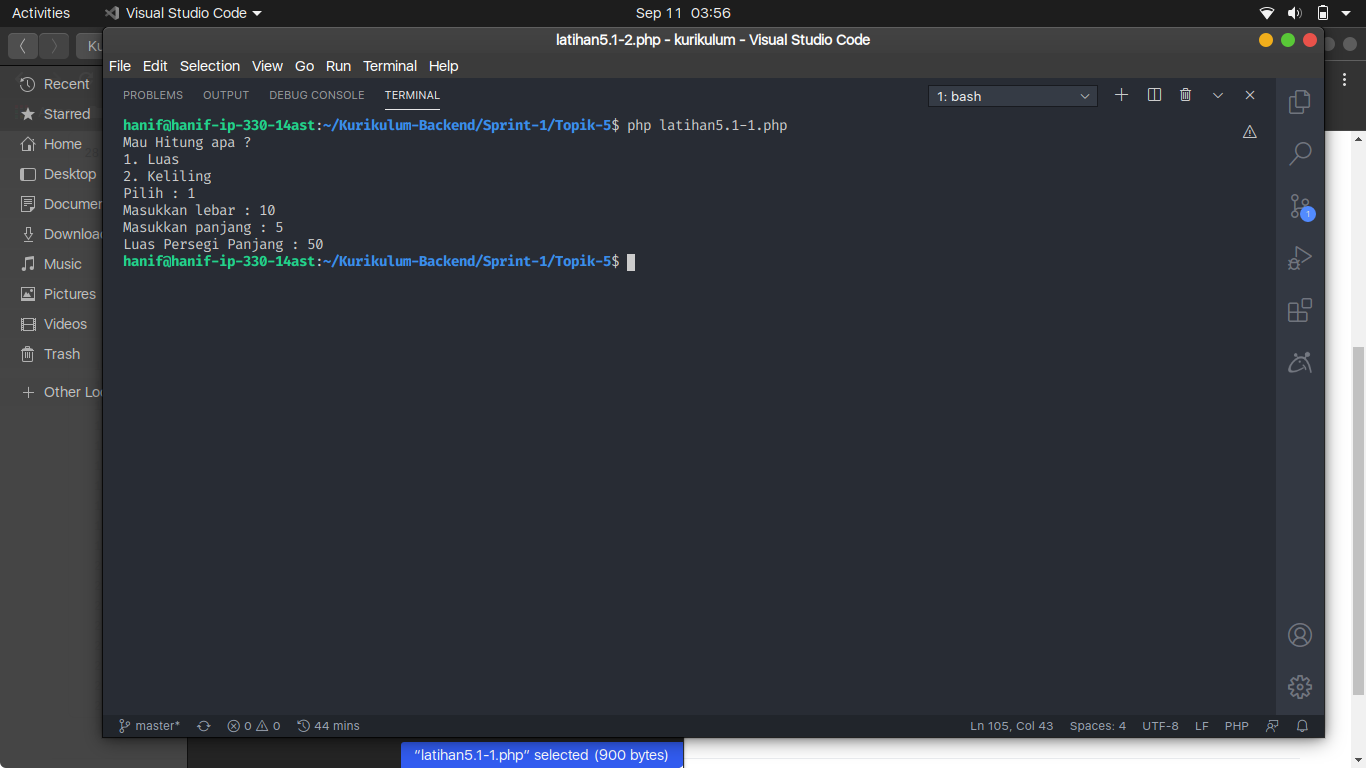 Activities
Visual Studio Code
Sep 11 03:56
latihan5.1-2.php - kurikulum - Visual Studio Code
File Edit Selection View Go Run Terminal Help
Recent
Starred
Home
Desktop
Music
Pictures
Videos
Trash
Other
PROBLEMS OUTPUT DEBUG CONSOLE TERMINAL
1: bash
hanif@hanif-ip-330-14ast:~/Kurikulum-Backend/Sprint-1/Topik-5$ php latihan5.1-1.php
Mau Hitung apa ?
1. Luas
2. Keliling
Pilih : 1
Masukkan lebar : 10
Masukkan panjang : 5
Luas Persegi Panjang : 50
hanif@hanif-ip-330-14ast:~/Kurikulum-Backend/Sprint-1/Topik-5$
1
master* 0 0 44 mins
Ln 105, Col 43 Spaces: 4 UTF-8 LF PHP
"latihan5.1-1.php" selected (900 bytes)